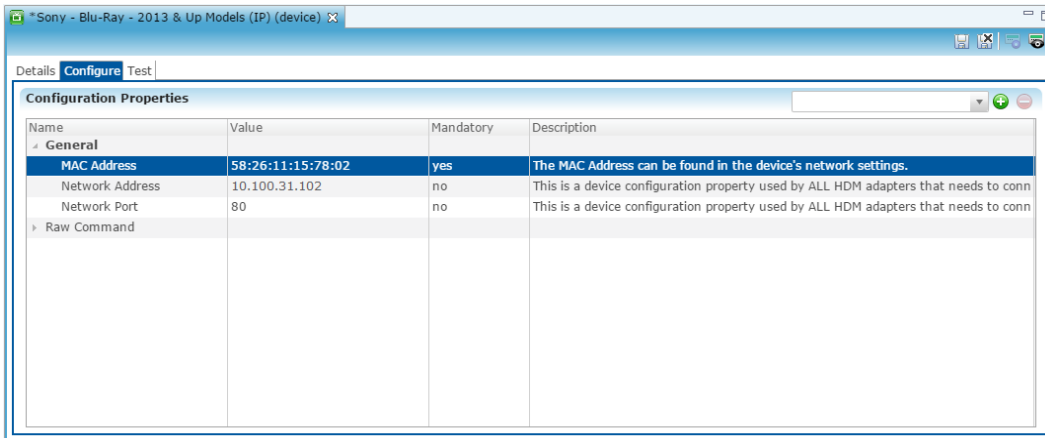 *Sony - Blu-Ray - 2013 & Up Models (IP) (device)
Details Configure Test
Configuration Properties
Name Value Mandatory Description
General
MAC Address 58:26:11:15:78:02 yes The MAC Address can be found in the device's network settings.
Network Address 10.100.31.102 no This is a device configuration property used by ALL HDM adapters that needs to conn
Network Port 80 no This is a device configuration property used by ALL HDM adapters that needs to conn
Raw Command